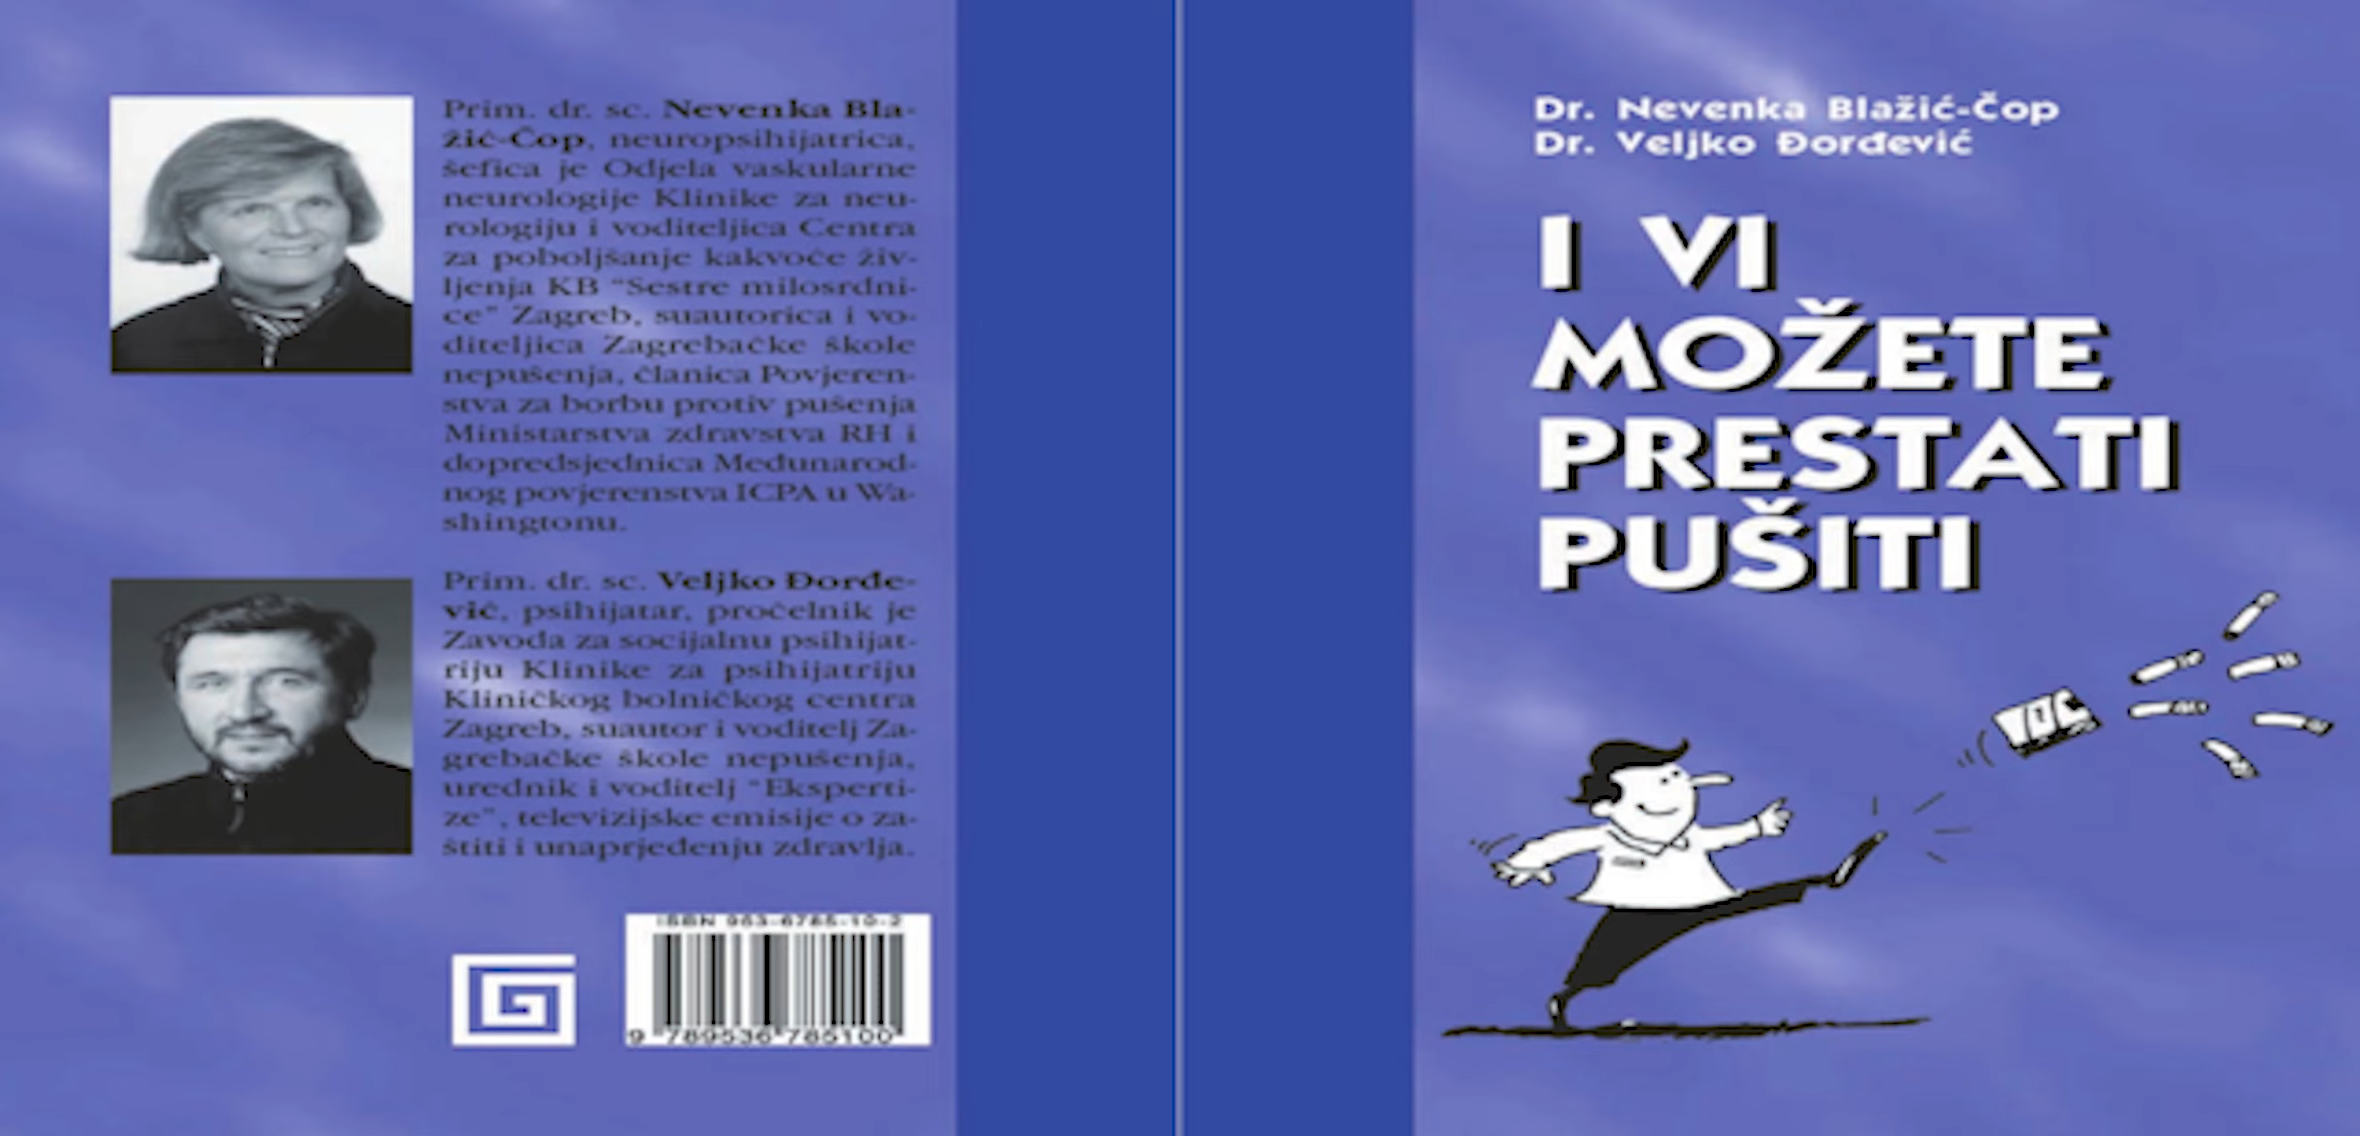 Prim. dr. sc. Nevenka Bla-
žić-Čop, neuropsihijatrica,
šefica je Odjela vaskularne
neurologije Klinike za neu-
rologiju i voditeljica Centra
za poboljšanje kakvoće živ-
ljenja KB "Sestre milosrdni-
ce" Zagreb, suautorica i vo-
diteljica Zagrebačke škole
nepušenja, članica Povjeren-
stva za borbu protiv pušenja
Ministarstva zdravstva RH i
dopredsjednica Međunarod-
nog povjerenstva ICPA u Wa-
shingtonu.
Prim. dr. sc. Veljko Đorđe-
vić, psihijatar, pročelnik je
Zavoda za socijalnu psihijat-
riju Klinike za psihijatriju
Kliničkog bolničkog centra
Zagreb, suautor i voditelj Za-
grebačke škole nepušenja,
urednik i voditelj "Eksperti-
ze", televizijske emisije o za-
štiti i unaprjeđenju zdravlja.
ISBN 953-6785-10-2
9 789536 785100
Dr. Nevenka Blažić-Čop
Dr. Veljko Đorđević
I VI
MOŽETE
PRESTATI
PUŠITI